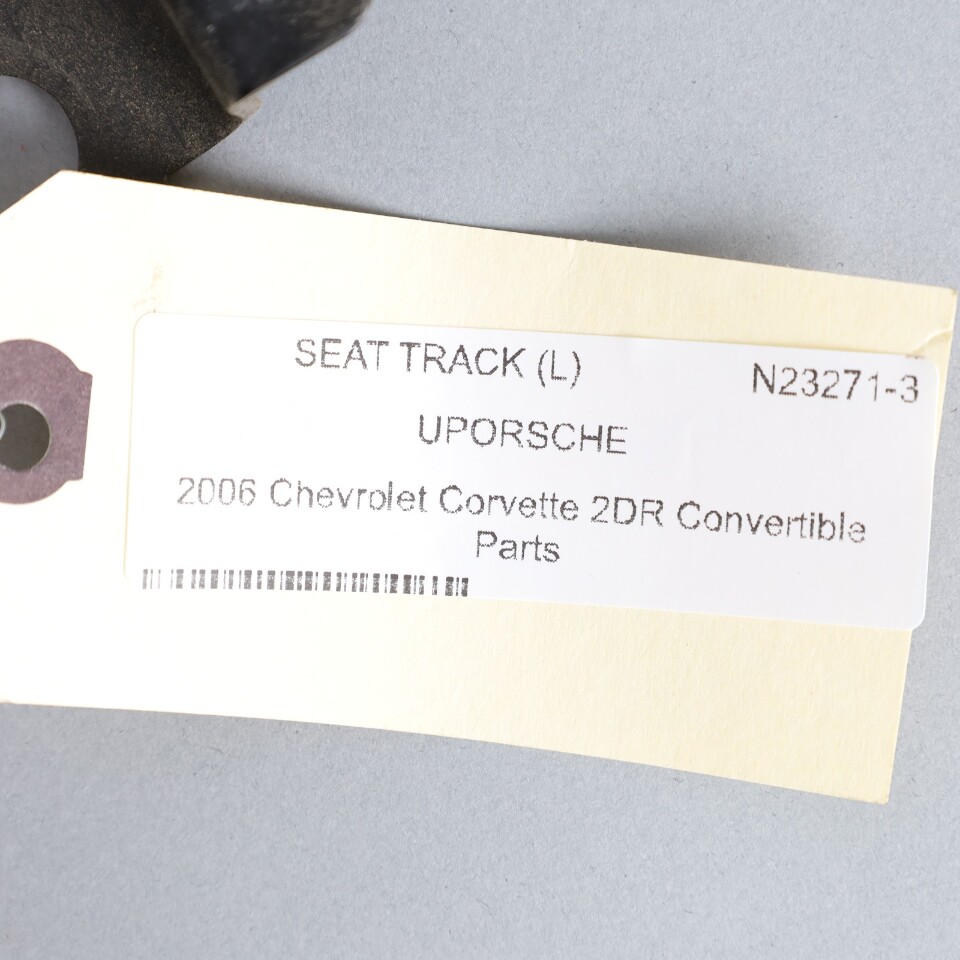 SEAT TRACK (L) N23271-3
UPORSCHE
2006 Chevrolet Corvette 2DR Convertible
Parts